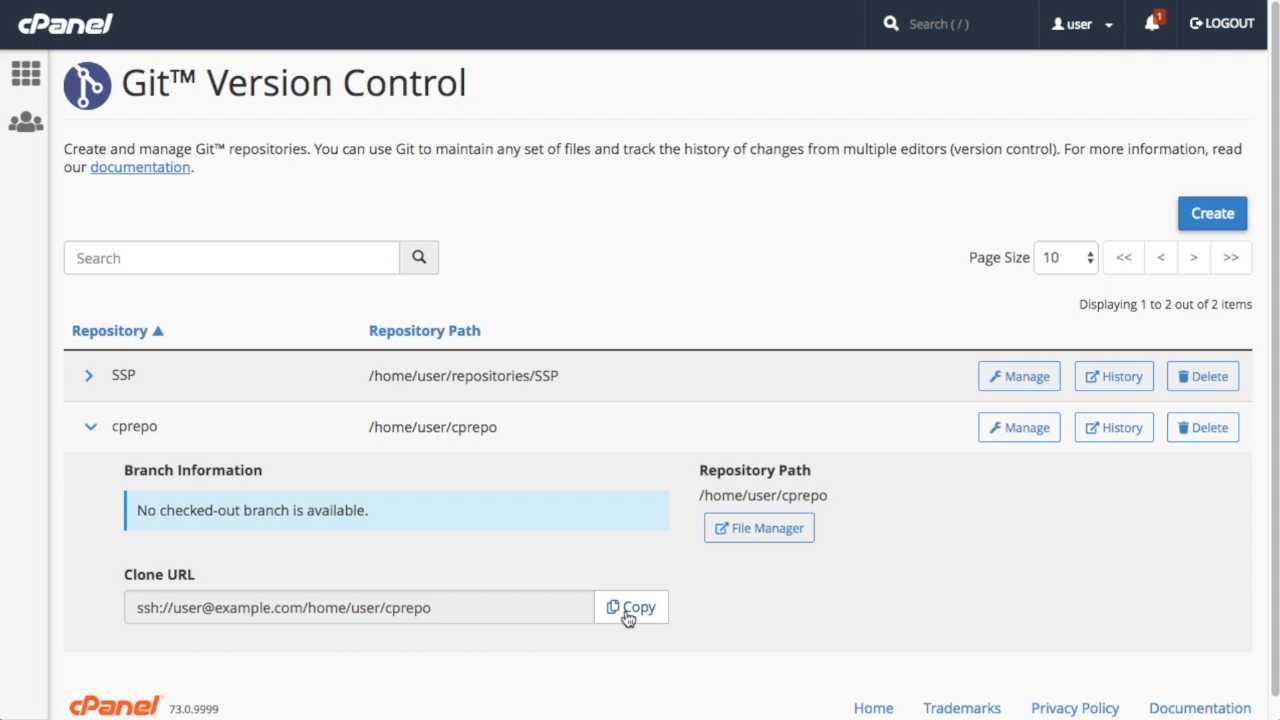 cPanel
Search ( / )
user
1
LOGOUT
Git™ Version Control
Create and manage Git™ repositories. You can use Git to maintain any set of files and track the history of changes from multiple editors (version control). For more information, read
our documentation.
Create
Search
Page Size 10 << < > >>
Displaying 1 to 2 out of 2 items
Repository ▲ Repository Path
SSP /home/user/repositories/SSP Manage History Delete
cprepo /home/user/cprepo Manage History Delete
Branch Information Repository Path
No checked-out branch is available. /home/user/cprepo
File Manager
Clone URL
ssh://user@example.com/home/user/cprepo Copy
cPanel® 73.0.9999 Home Trademarks Privacy Policy Documentation